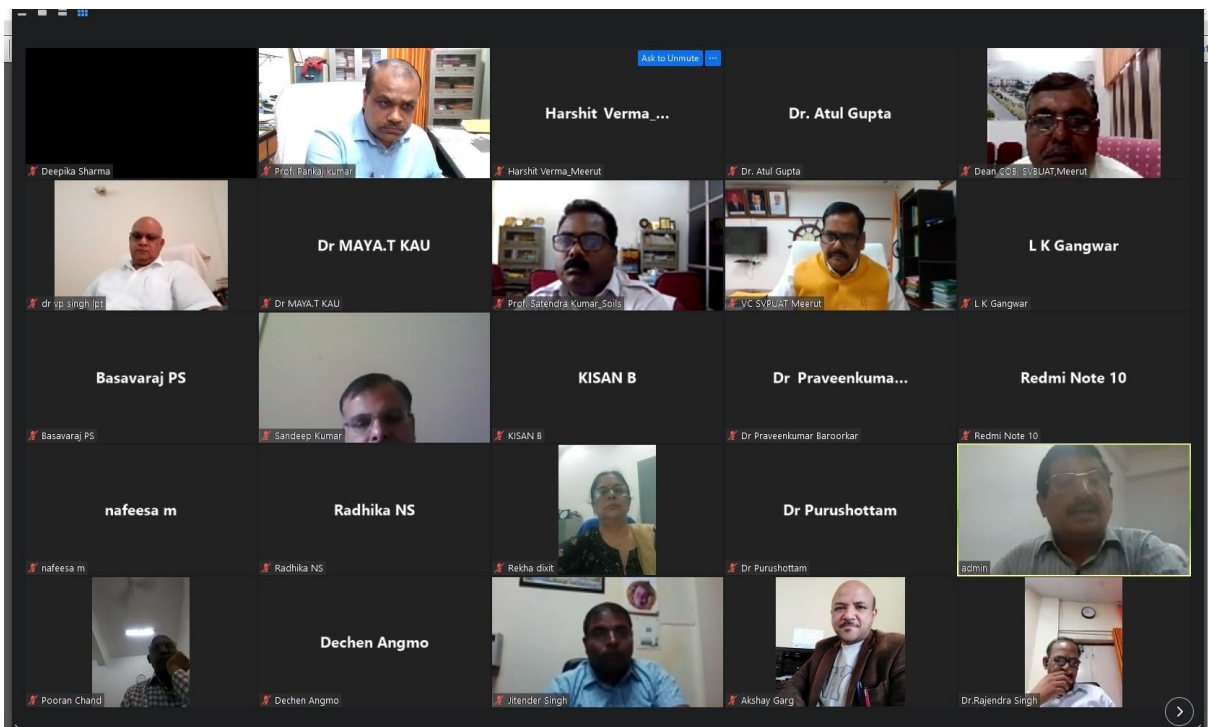 Ask to Unmute ...
Harshit Verma_...
Dr. Atul Gupta
Deepika Sharma
Prof. Pankaj kumar
Harshit Verma_Meerut
Dr. Atul Gupta
Dean COB, SVBUAT,Meerut
Dr MAYA.T KAU
L K Gangwar
dr vp singh lpt
Dr MAYA.T KAU
Prof. Satendra Kumar_Soils
VC SVPUAT Meerut
L K Gangwar
Basavaraj PS
KISAN B
Dr Praveenkuma...
Redmi Note 10
Basavaraj PS
Sandeep Kumar
KISAN B
Dr Praveenkumar Baroorkar
Redmi Note 10
nafeesa m
Radhika NS
Dr Purushottam
nafeesa m
Radhika NS
Rekha dixit
Dr Purushottam
admin
Dechen Angmo
Pooran Chand
Dechen Angmo
Jitender Singh
Akshay Garg
Dr.Rajendra Singh